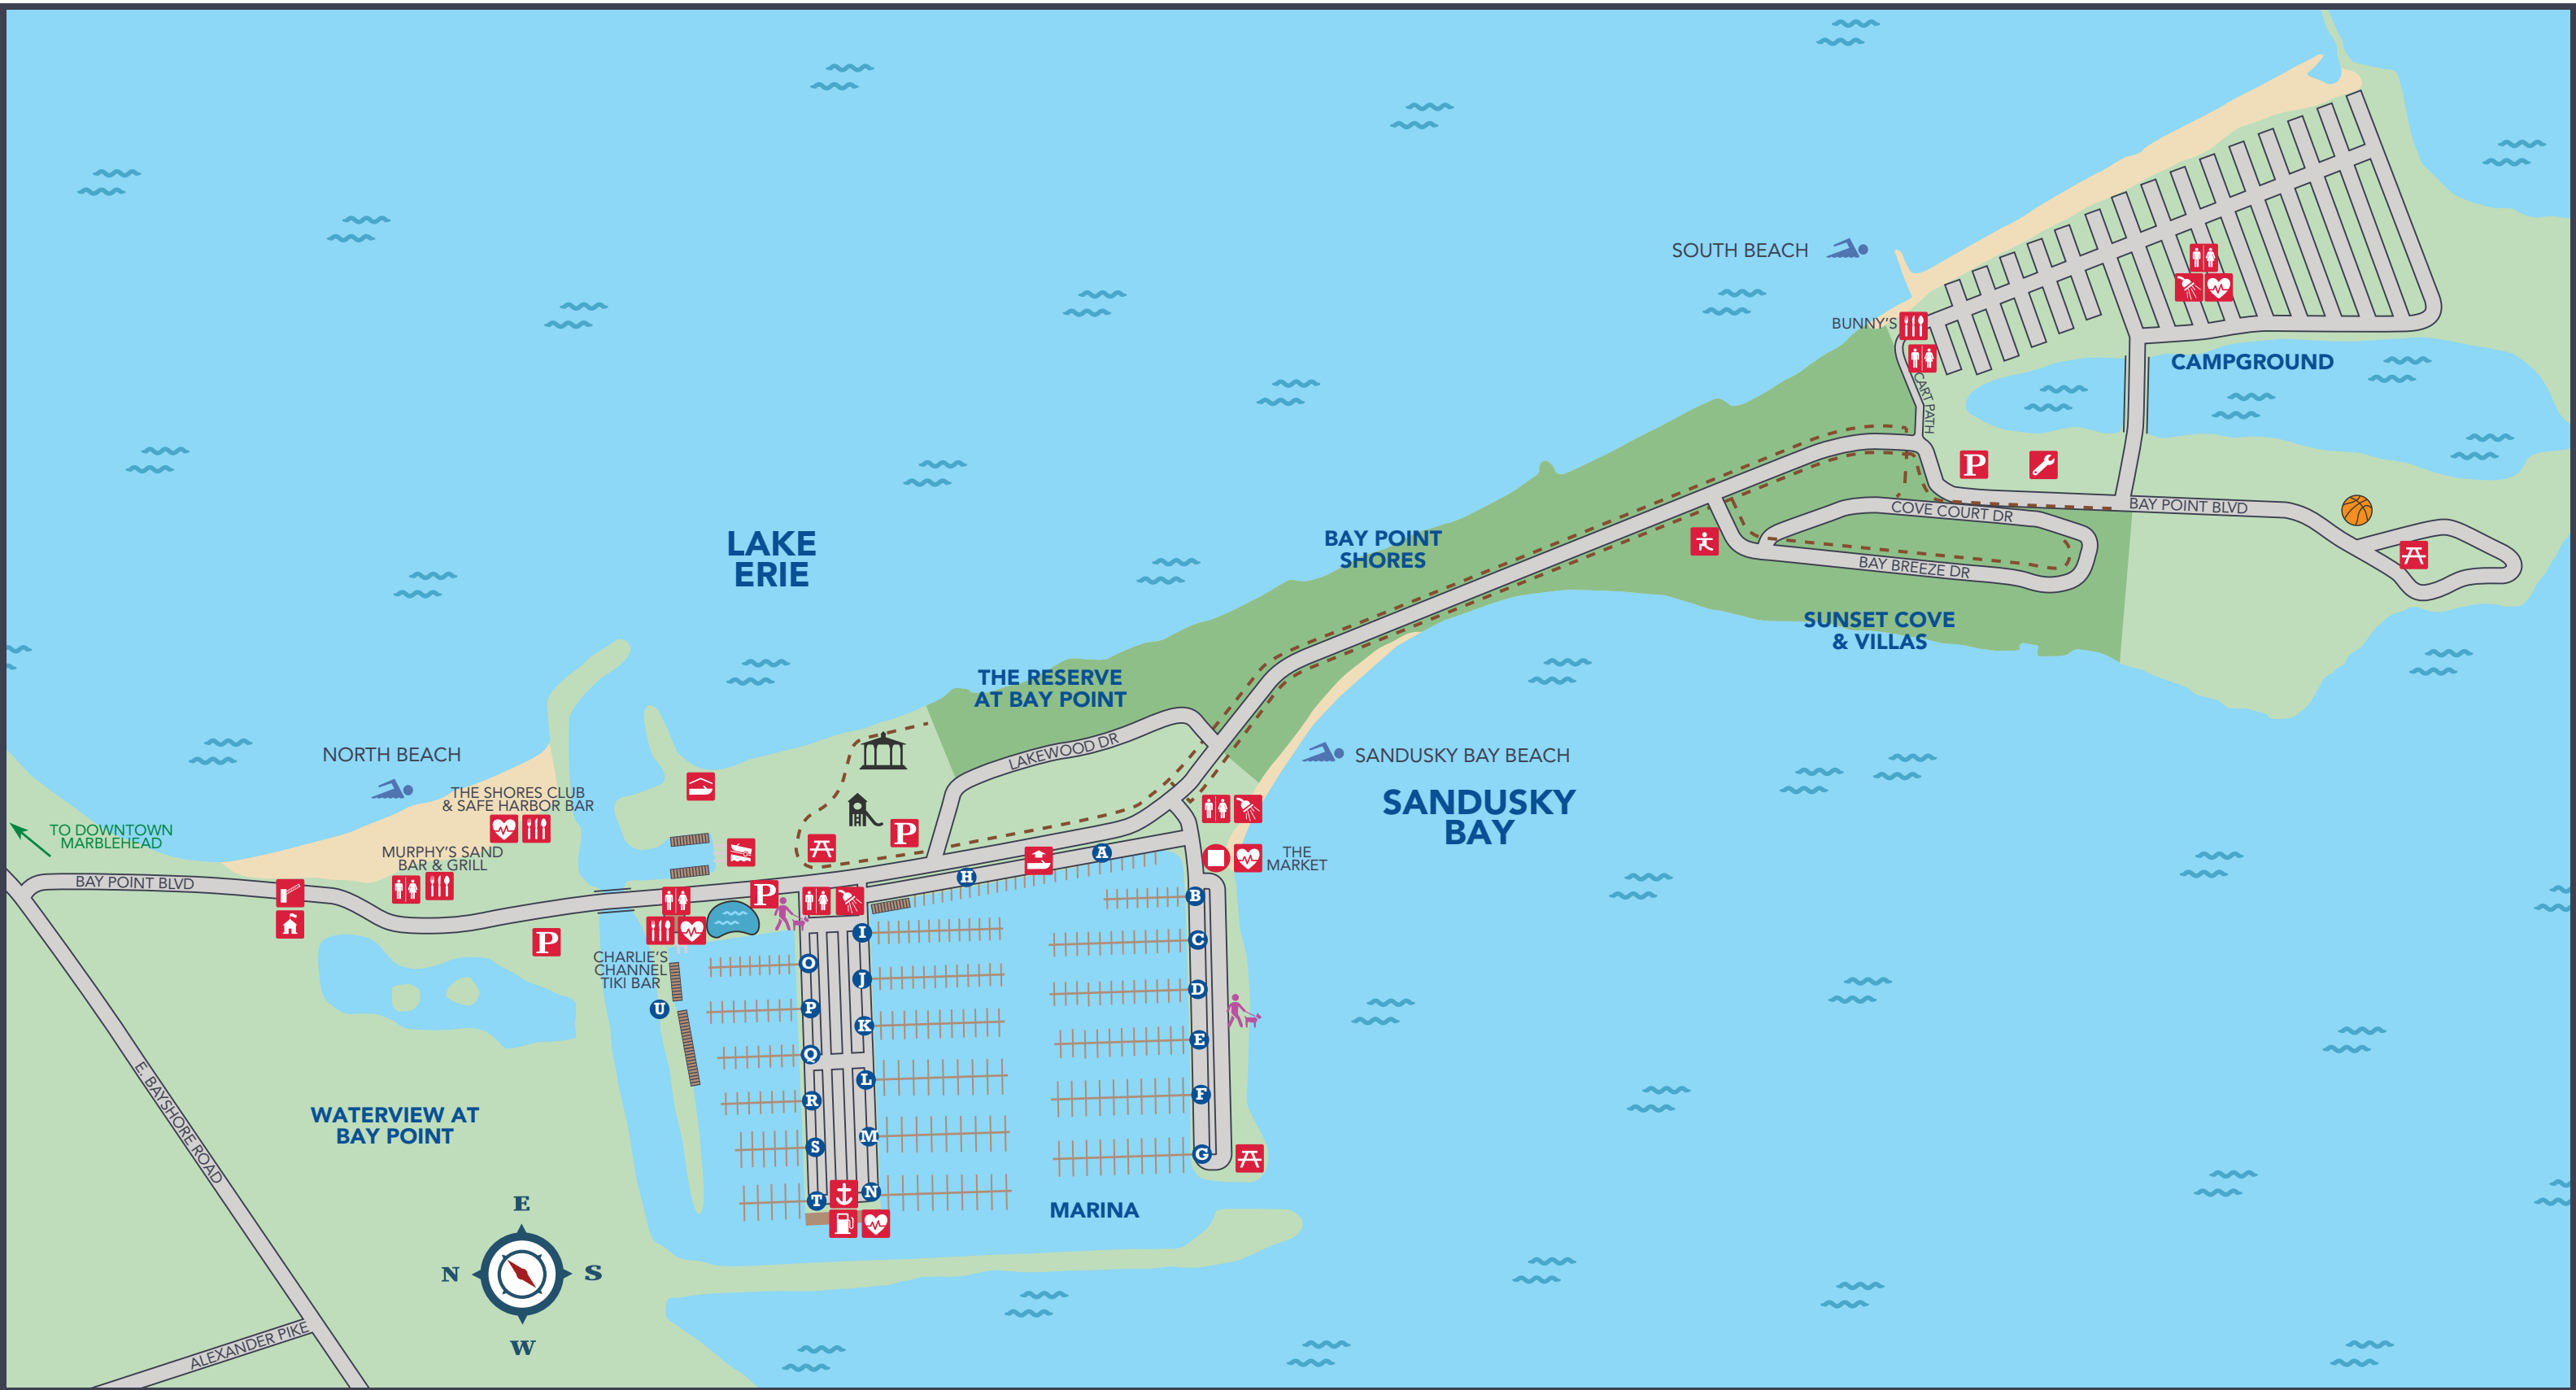 SOUTH BEACH
BUNNY'S
CART PATH
CAMPGROUND
P
BAY POINT BLVD
COVE COURT DR
BAY BREEZE DR
SUNSET COVE
& VILLAS
BAY POINT
SHORES
LAKE
ERIE
THE RESERVE
AT BAY POINT
LAKEWOOD DR
NORTH BEACH
SANDUSKY BAY BEACH
SANDUSKY
BAY
THE SHORES CLUB
& SAFE HARBOR BAR
TO DOWNTOWN
MARBLEHEAD
MURPHY'S SAND
BAR & GRILL
BAY POINT BLVD
P
P
P
THE
MARKET
A
H
B
I
C
O
J
D
P
K
E
Q
L
F
R
M
S
G
N
T
CHARLIE'S
CHANNEL
TIKI BAR
U
E. BAYSHORE ROAD
WATERVIEW AT
BAY POINT
MARINA
E
N
S
W
ALEXANDER PIKE